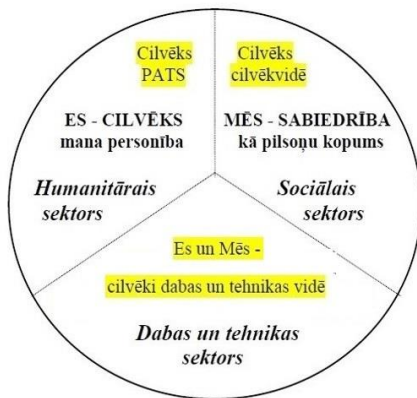 Cilvēks
PATS
ES - CILVĒKS
mana personība
Humanitārais
sektors
Cilvēks
cilvēkvidē
MĒS - SABIEDRĪBA
kā pilsoņu kopums
Sociālais
sektors
Es un Mēs -
cilvēki dabas un tehnikas vidē
Dabas un tehnikas
sektors